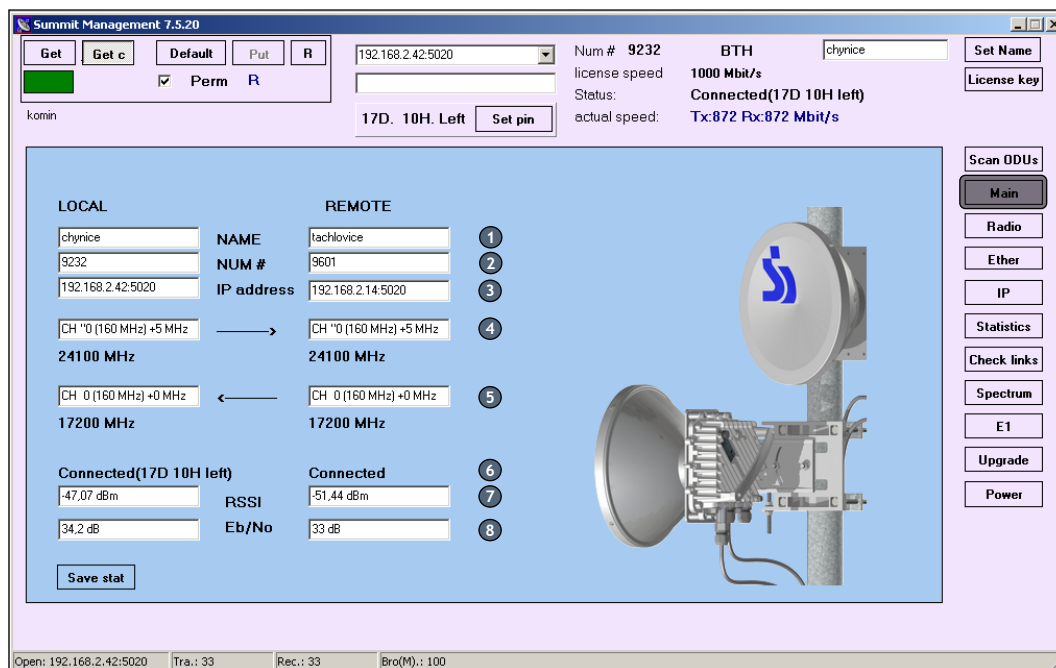 Summit Management 7.5.20
Get Get c Default Put R 192.168.2.42:5020 Num # 9232 BTH chynice Set Name
Perm R license speed 1000 Mbit/s License key
Status: Connected(17D 10H left)
komin 17D. 10H. Left Set pin actual speed: Tx:872 Rx:872 Mbit/s
Scan ODUs
Main
Radio
Ether
IP
Statistics
Check links
Spectrum
E1
Upgrade
Power
LOCAL REMOTE
chynice NAME tachlovice 1
9232 NUM # 9601 2
192.168.2.42:5020 IP address 192.168.2.14:5020 3
CH "0 (160 MHz) +5 MHz CH "0 (160 MHz) +5 MHz 4
24100 MHz 24100 MHz
CH 0 (160 MHz) +0 MHz CH 0 (160 MHz) +0 MHz 5
17200 MHz 17200 MHz
Connected(17D 10H left) Connected 6
-47,07 dBm RSSI -51,44 dBm 7
34,2 dB Eb/No 33 dB 8
Save stat
Open: 192.168.2.42:5020 Tra.: 33 Rec.: 33 Bro(M).: 100